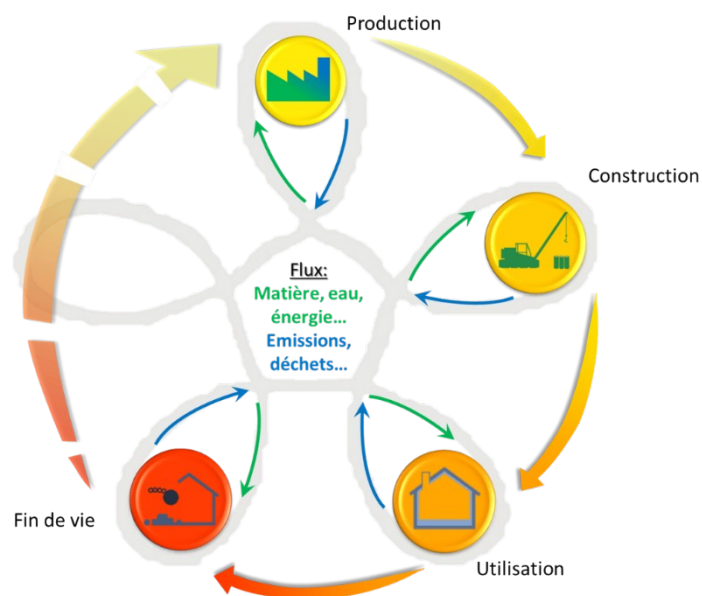 Production
Construction
Flux:
Matière, eau,
énergie...
Emissions,
déchets...
Fin de vie
Utilisation